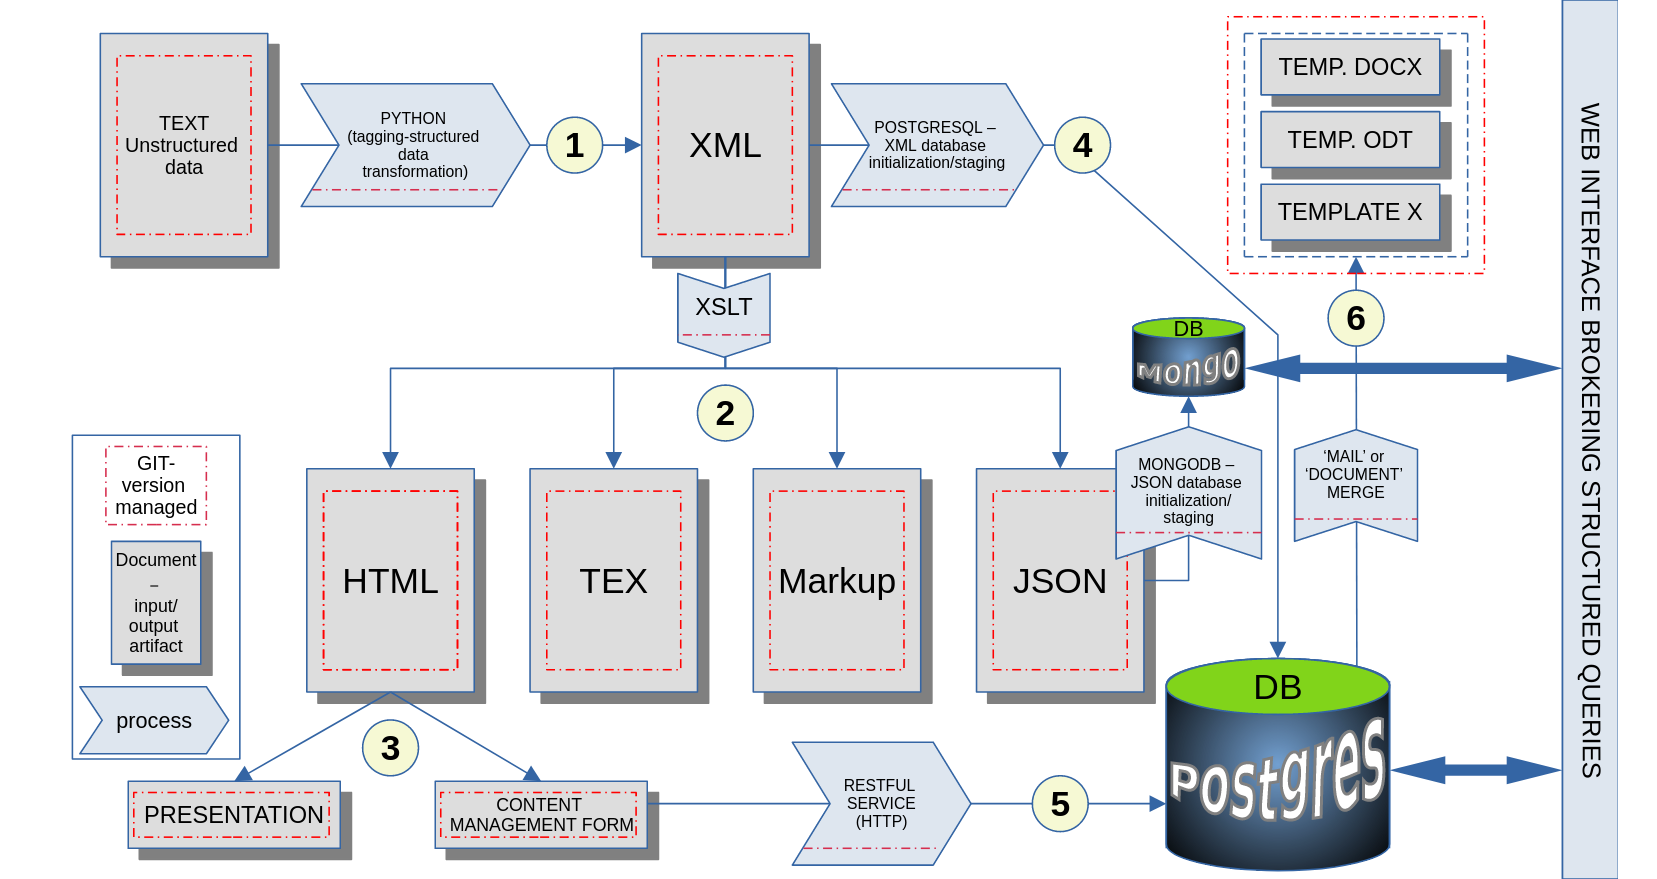 TEXT
Unstructured
data
PYTHON
(tagging-structured
data
transformation)
1
XML
POSTGRESQL –
XML database
initialization/staging
4
TEMP. DOCX
TEMP. ODT
TEMPLATE X
6
WEB INTERFACE BROKERING STRUCTURED QUERIES
XSLT
2
DB
Mongo
GIT-
version
managed
Document
–
input/
output
artifact
process
HTML
TEX
Markup
JSON
MONGODB –
JSON database
initialization/
staging
‘MAIL’ or
‘DOCUMENT’
MERGE
3
PRESENTATION
CONTENT
MANAGEMENT FORM
RESTFUL
SERVICE
(HTTP)
5
DB
Postgres